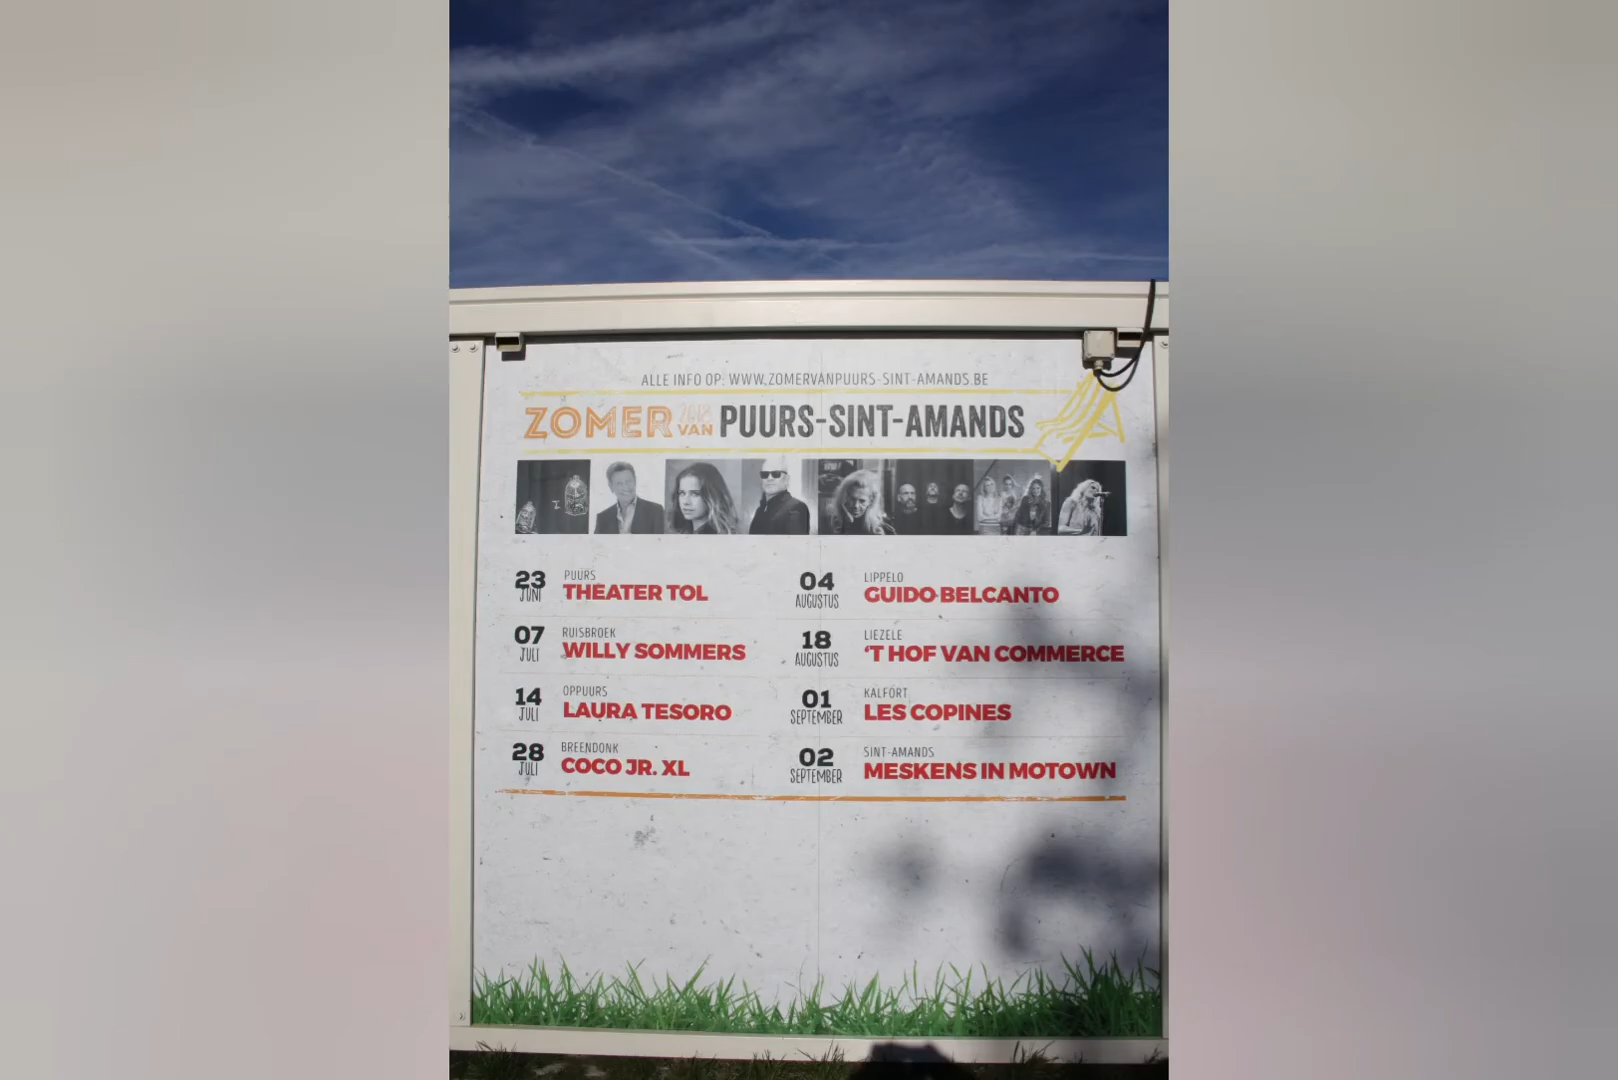 ALLE INFO OP: WWW.ZOMERVANPUURS-SINT-AMANDS.BE
ZOMER 2018 VAN PUURS-SINT-AMANDS
23 JUNI PUURS THEATER TOL
07 JULI RUISBROEK WILLY SOMMERS
14 JULI OPPUURS LAURA TESORO
28 JULI BREENDONK COCO JR. XL
04 AUGUSTUS LIPPELO GUIDO BELCANTO
18 AUGUSTUS LIEZELE 'T HOF VAN COMMERCE
01 SEPTEMBER KALFORT LES COPINES
02 SEPTEMBER SINT-AMANDS MESKENS IN MOTOWN